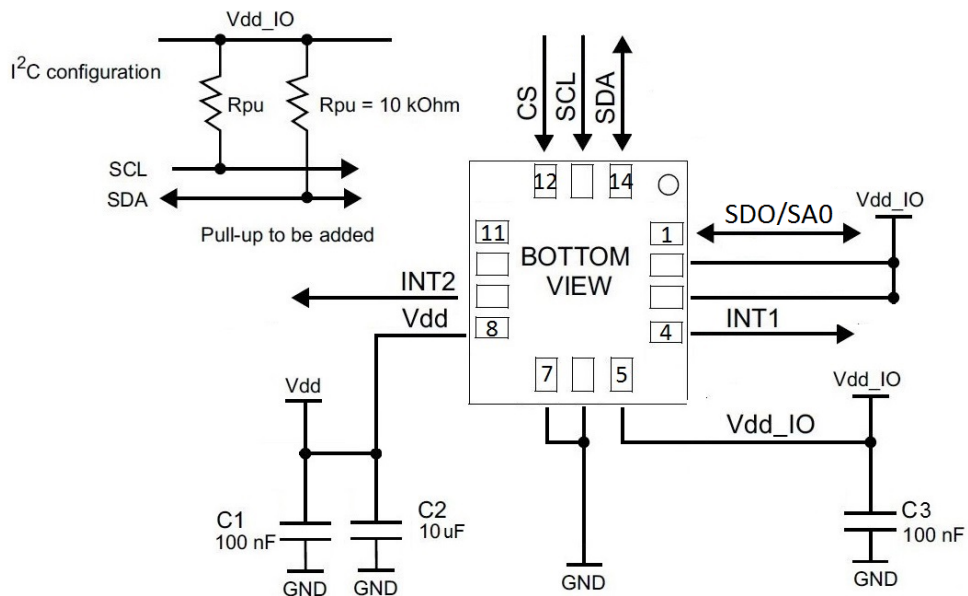 Vdd_IO
I²C configuration
Rpu
Rpu = 10 kOhm
SCL
SDA
Pull-up to be added
CS
SCL
SDA
12
14
SDO/SA0
Vdd_IO
11
1
BOTTOM
VIEW
INT2
Vdd
8
4
INT1
7
5
Vdd
Vdd_IO
Vdd_IO
C1
100 nF
C2
10 uF
C3
100 nF
GND
GND
GND
GND